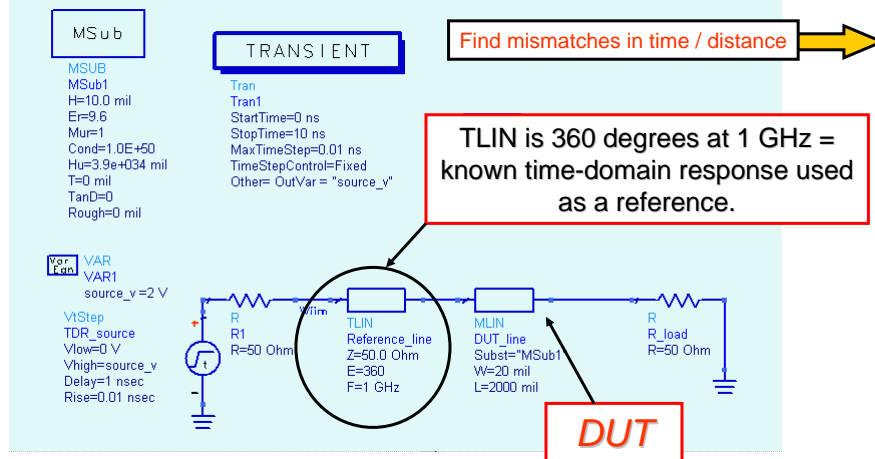 MSub
MSUB
MSub1
H=10.0 mil
Er=9.6
Mur=1
Cond=1.0E+50
Hu=3.9e+034 mil
T=0 mil
TanD=0
Rough=0 mil
TRANSIENT
Tran
Tran1
StartTime=0 ns
StopTime=10 ns
MaxTimeStep=0.01 ns
TimeStepControl=Fixed
Other= OutVar = "source_v"
Find mismatches in time / distance
TLIN is 360 degrees at 1 GHz =
known time-domain response used
as a reference.
Var
Eqn
VAR
VAR1
source_v=2 V
VtStep
TDR_source
Vlow=0 V
Vhigh=source_v
Delay=1 nsec
Rise=0.01 nsec
+
t
-
R
R1
R=50 Ohm
TLIN
Reference_line
Z=50.0 Ohm
E=360
F=1 GHz
MLIN
DUT_line
Subst="MSub1
W=20 mil
L=2000 mil
R
R_load
R=50 Ohm
DUT